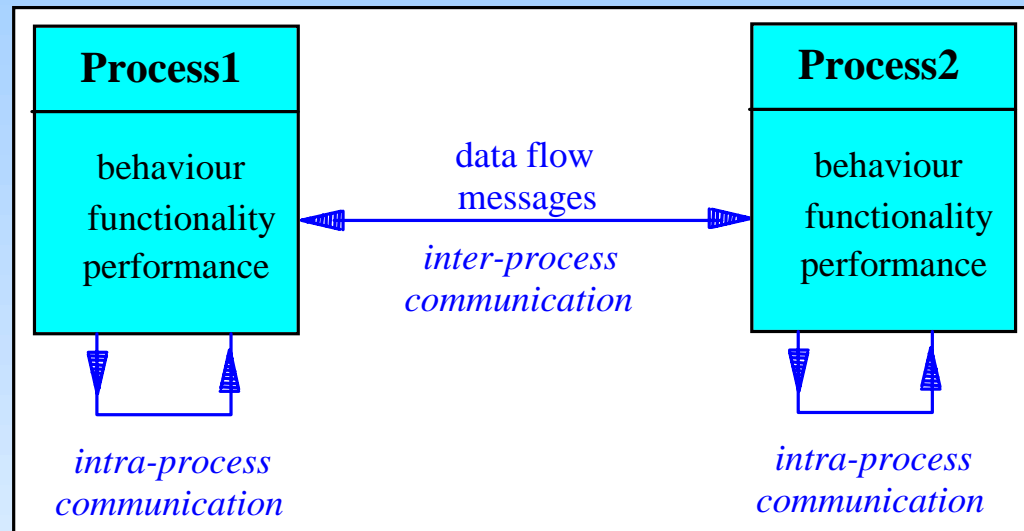 Process1
behaviour
functionality
performance
intra-process
communication
data flow
messages
inter-process
communication
Process2
behaviour
functionality
performance
intra-process
communication